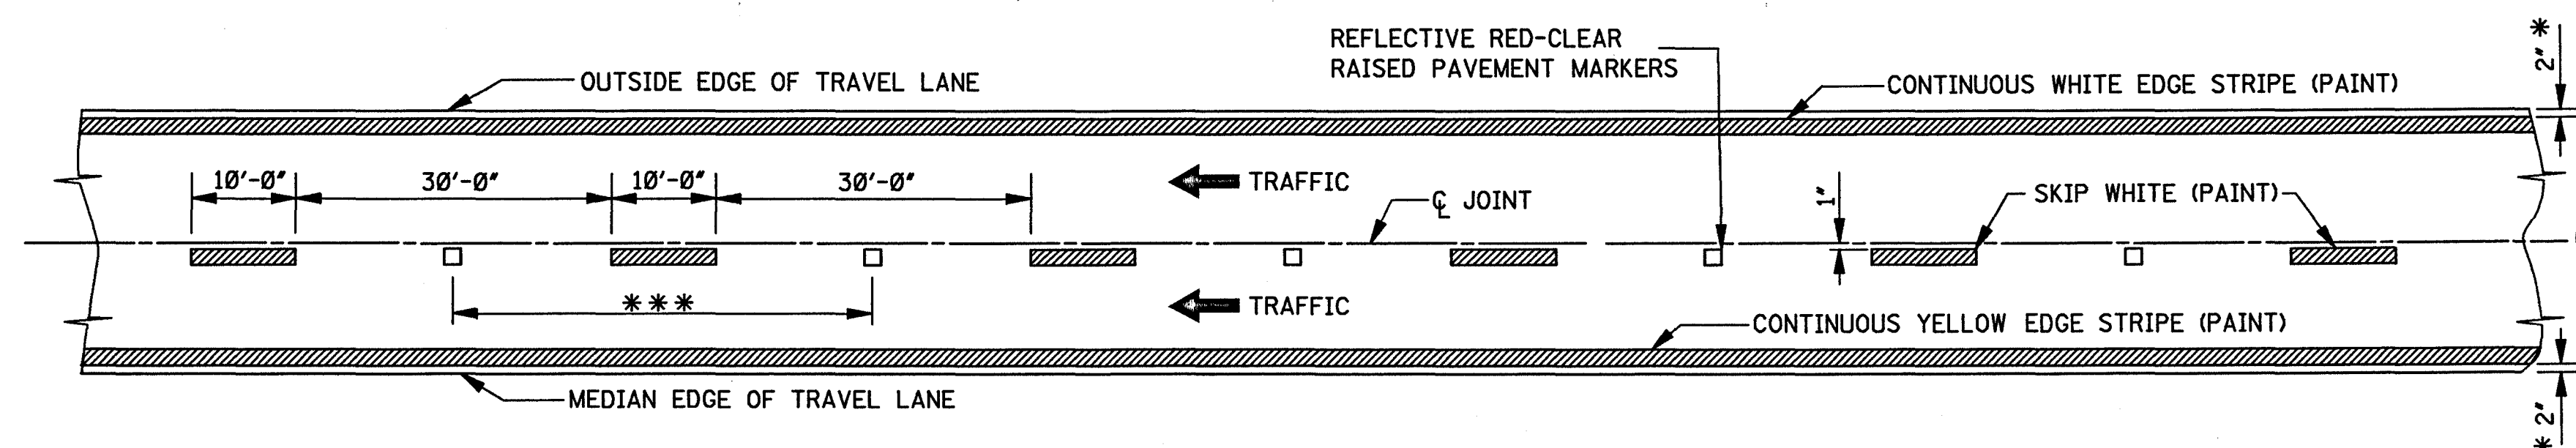 REFLECTIVE RED-CLEAR
RAISED PAVEMENT MARKERS
2" *
OUTSIDE EDGE OF TRAVEL LANE
CONTINUOUS WHITE EDGE STRIPE (PAINT)
10'-0"
30'-0"
10'-0"
30'-0"
TRAFFIC
℄ JOINT
1"
SKIP WHITE (PAINT)
***
TRAFFIC
CONTINUOUS YELLOW EDGE STRIPE (PAINT)
MEDIAN EDGE OF TRAVEL LANE
* 2"